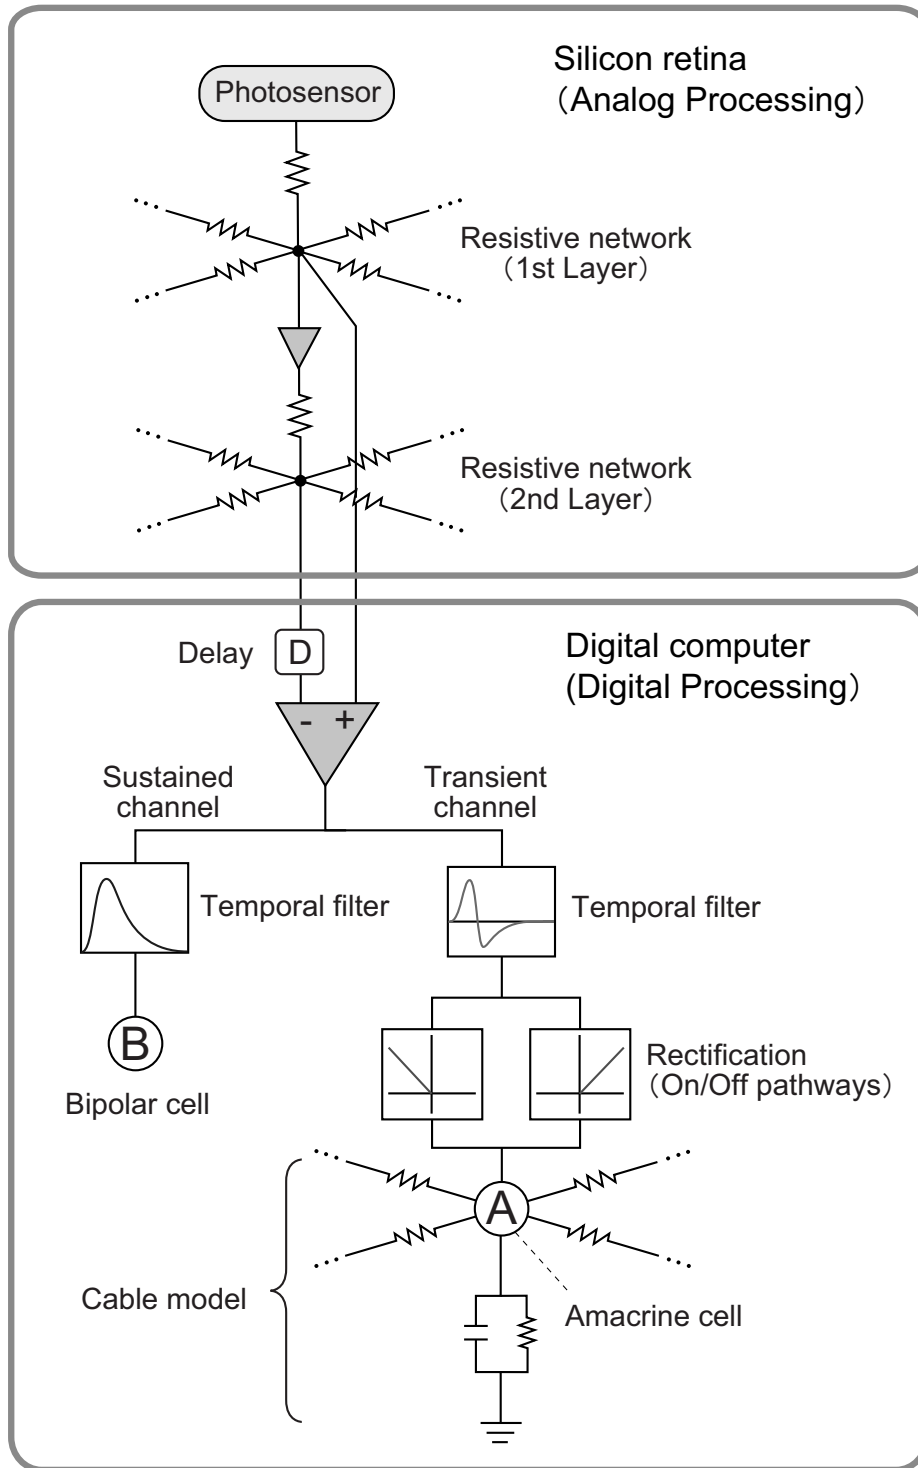 Silicon retina
（Analog Processing）
Photosensor
Resistive network
（1st Layer）
Resistive network
（2nd Layer）
Digital computer
(Digital Processing）
Delay
D
- +
Sustained
channel
Transient
channel
Temporal filter
Temporal filter
B
Bipolar cell
Rectification
（On/Off pathways）
A
Cable model
Amacrine cell